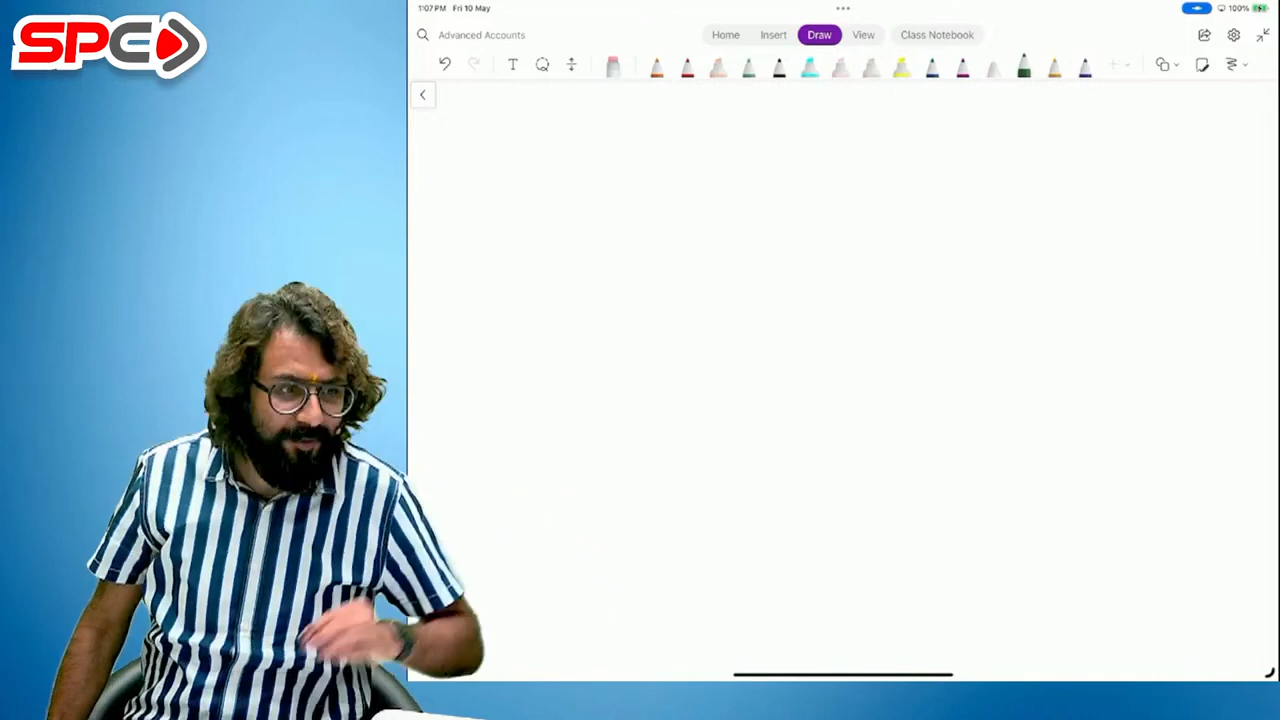 SPC
1:07 PM Fri 10 May
100%
Advanced Accounts
Home
Insert
Draw
View
Class Notebook
T